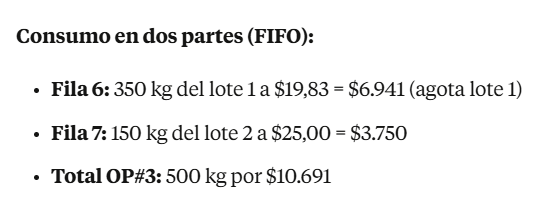 Consumo en dos partes (FIFO):
• Fila 6: 350 kg del lote 1 a $19,83 = $6.941 (agota lote 1)
• Fila 7: 150 kg del lote 2 a $25,00 = $3.750
• Total OP#3: 500 kg por $10.691